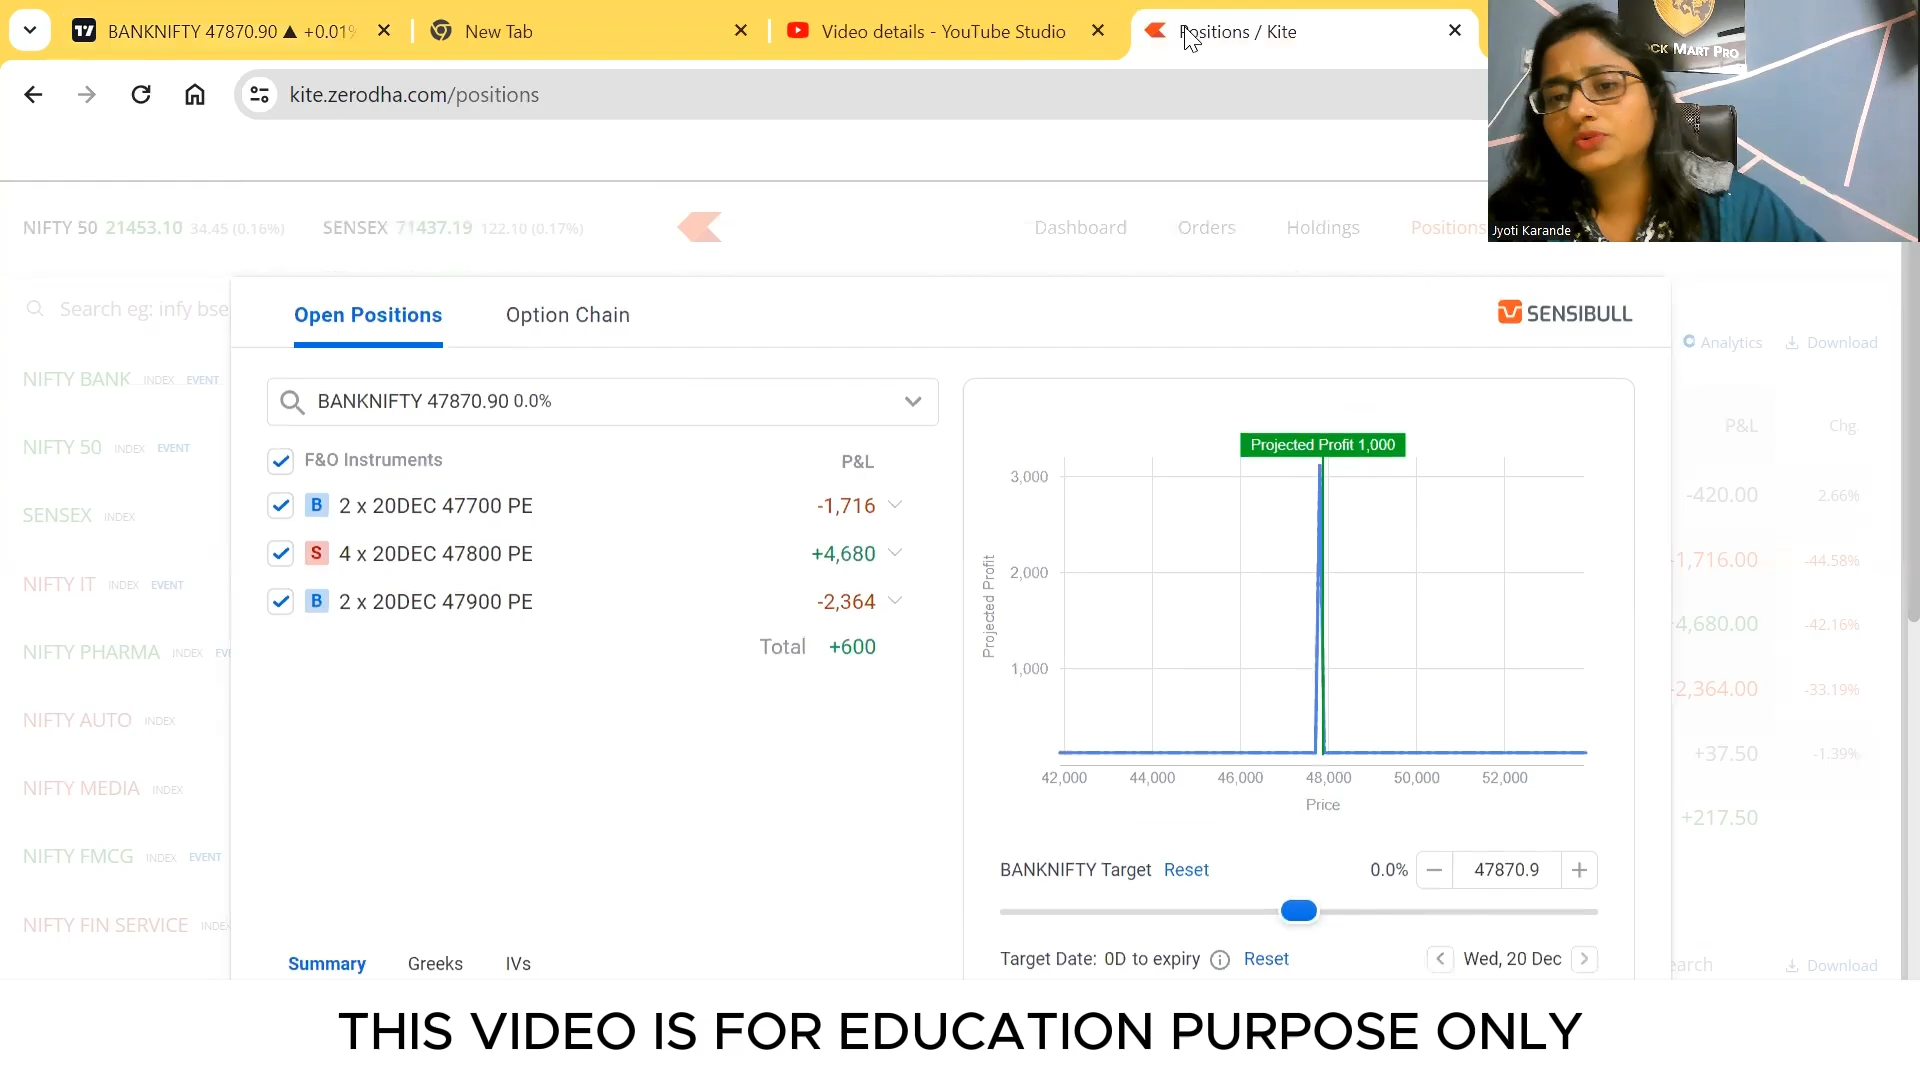 BANKNIFTY 47870.90 ▲ +0.01%
New Tab
Video details - YouTube Studio
Positions / Kite
kite.zerodha.com/positions
OCK MART PRO
Jyoti Karande
NIFTY 50 21453.10 34.45 (0.16%)
SENSEX 71437.19 122.10 (0.17%)
Dashboard
Orders
Holdings
Positions
Search eg: infy bse
NIFTY BANK INDEX EVENT
NIFTY 50 INDEX EVENT
SENSEX INDEX
NIFTY IT INDEX EVENT
NIFTY PHARMA INDEX EV
NIFTY AUTO INDEX
NIFTY MEDIA INDEX
NIFTY FMCG INDEX EVENT
NIFTY FIN SERVICE INDEX
Open Positions
Option Chain
SENSIBULL
BANKNIFTY 47870.90 0.0%
F&O Instruments P&L
B 2 x 20DEC 47700 PE -1,716
S 4 x 20DEC 47800 PE +4,680
B 2 x 20DEC 47900 PE -2,364
Total +600
Summary
Greeks
IVs
Projected Profit 1,000
Projected Profit
3,000
2,000
1,000
42,000 44,000 46,000 48,000 50,000 52,000
Price
BANKNIFTY Target Reset 0.0% − 47870.9 +
Target Date: 0D to expiry Reset < Wed, 20 Dec >
Analytics
Download
P&L Chg.
-420.00 2.66%
-1,716.00 -44.58%
4,680.00 -42.16%
-2,364.00 -33.19%
+37.50 -1.39%
+217.50
earch
Download
THIS VIDEO IS FOR EDUCATION PURPOSE ONLY